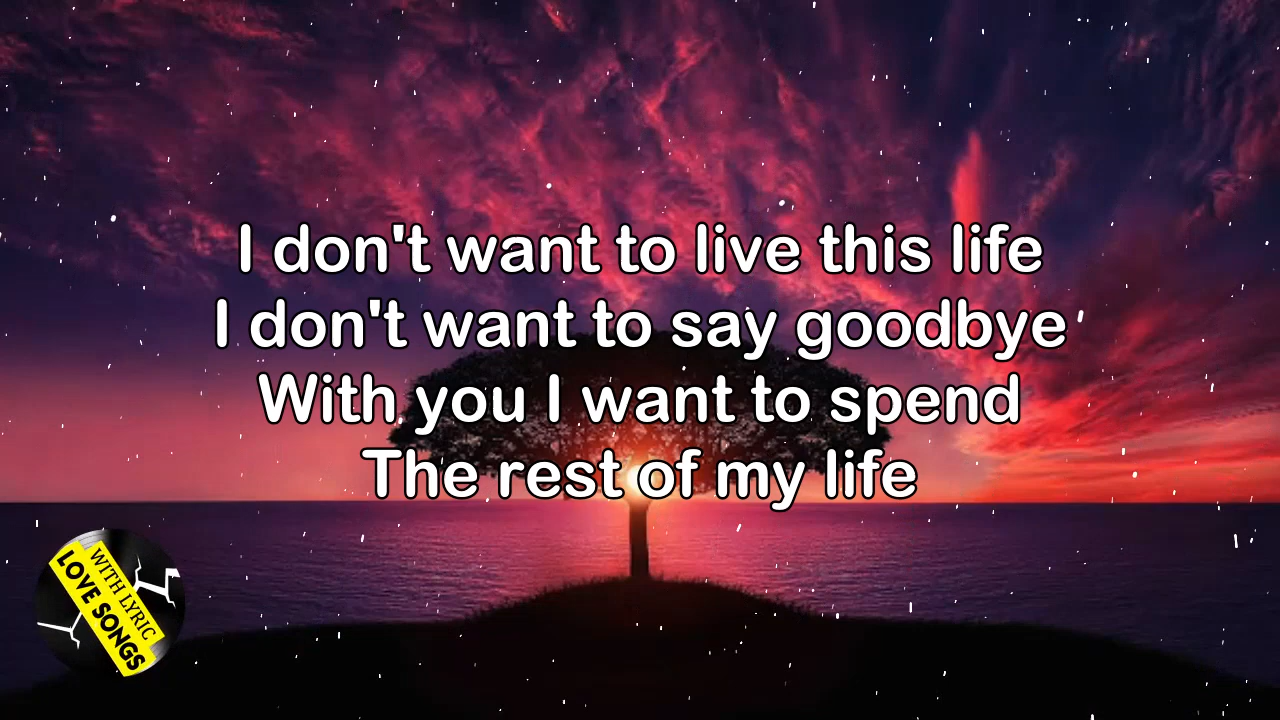 I don't want to live this life
I don't want to say goodbye
With you I want to spend
The rest of my life
WITH LYRIC
LOVE SONGS